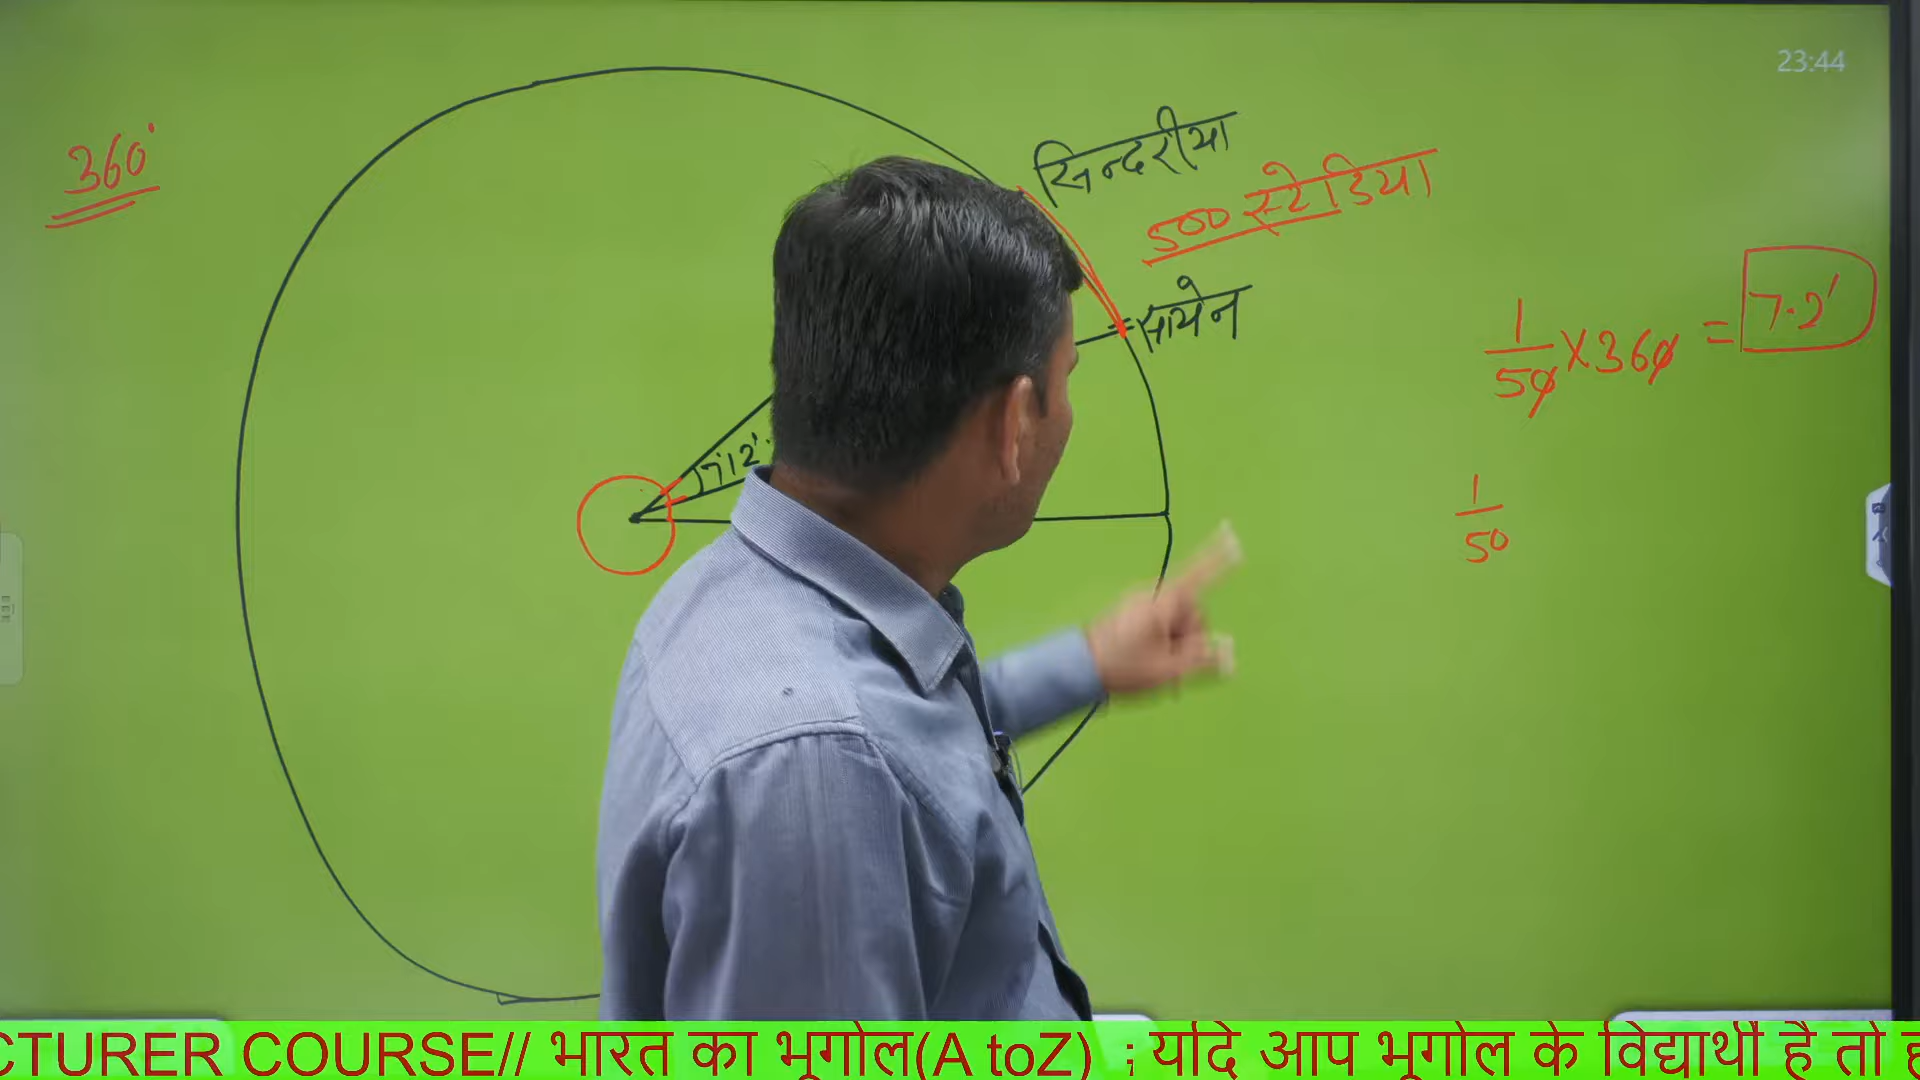 23:44
360°
सिन्दरीया
500 स्टेडिया
सायेन
7°12'
1/50 X 360 = 7.2'
1/50
CTURER COURSE// भारत का भूगोल(A toZ) ; यदि आप भूगोल के विद्यार्थी है तो ह